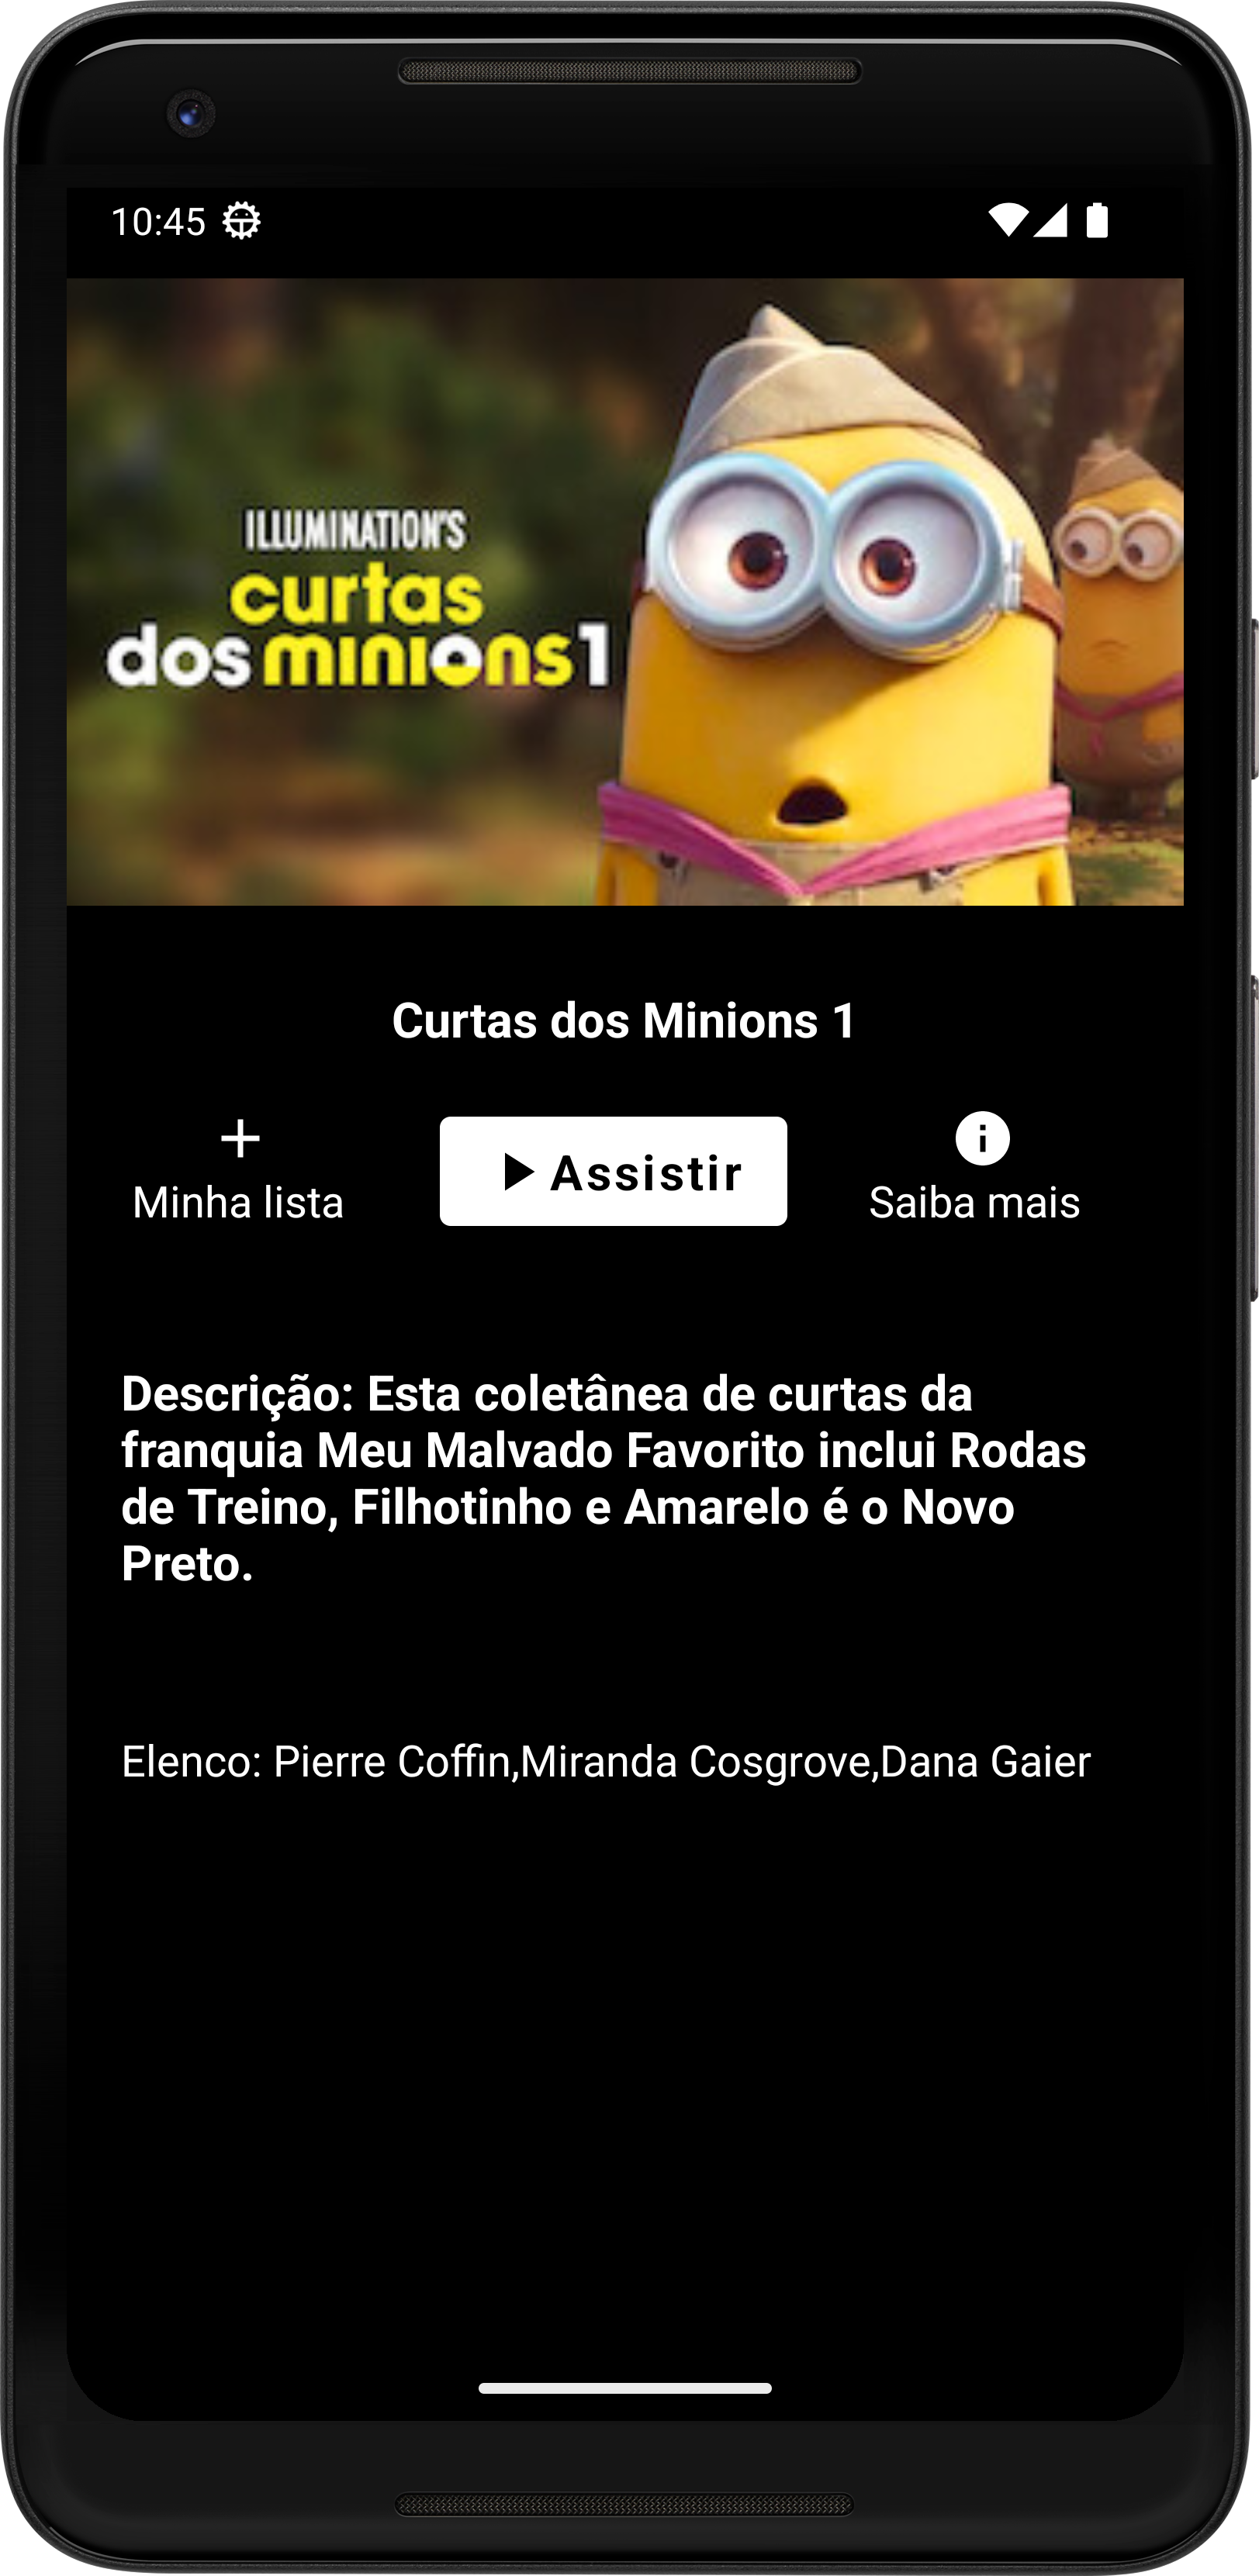 10:45
ILLUMINATION'S
curtas
dos minions 1
Curtas dos Minions 1
Minha lista
Assistir
Saiba mais
Descrição: Esta coletânea de curtas da
franquia Meu Malvado Favorito inclui Rodas
de Treino, Filhotinho e Amarelo é o Novo
Preto.
Elenco: Pierre Coffin,Miranda Cosgrove,Dana Gaier